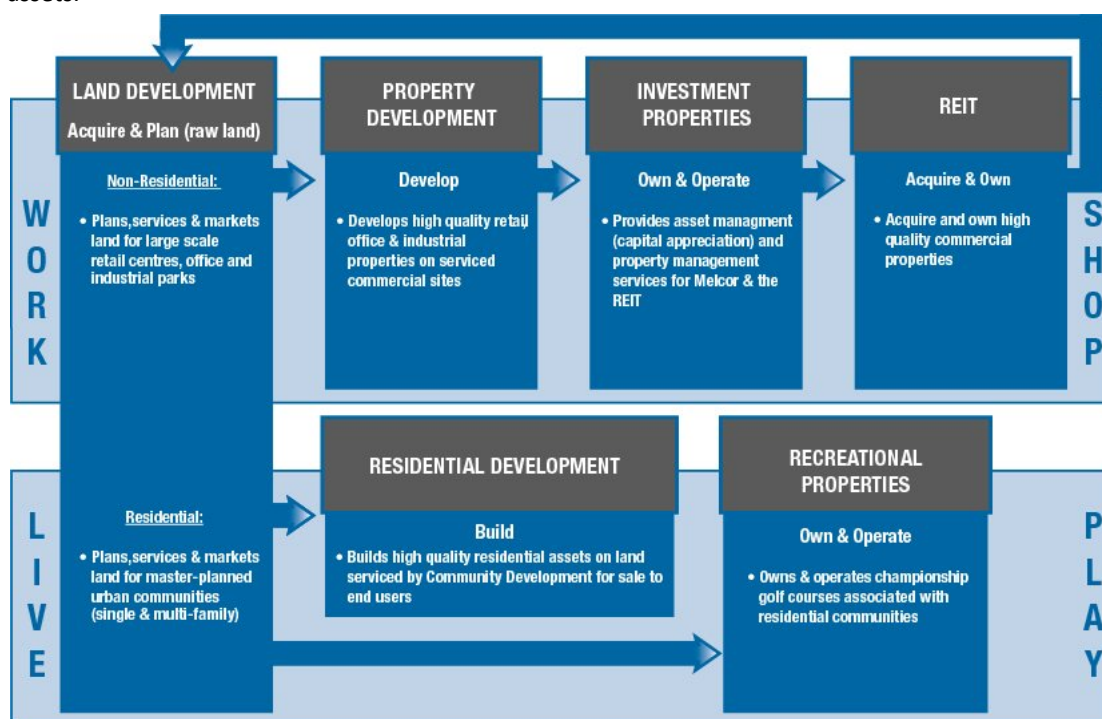 LAND DEVELOPMENT
Acquire & Plan (raw land)
Non-Residential:
• Plans,services & markets
land for large scale
retail centres, office and
industrial parks
PROPERTY
DEVELOPMENT
Develop
• Develops high quality retail,
office & industrial
properties on serviced
commercial sites
INVESTMENT
PROPERTIES
Own & Operate
• Provides asset managment
(capital appreciation) and
property management
services for Melcor & the
REIT
REIT
Acquire & Own
• Acquire and own high
quality commercial
properties
WORK
SHOP
Residential:
• Plans,services & markets
land for master-planned
urban communities
(single & multi-family)
RESIDENTIAL DEVELOPMENT
Build
• Builds high quality residential assets on land
serviced by Community Development for sale to
end users
RECREATIONAL
PROPERTIES
Own & Operate
• Owns & operates championship
golf courses associated with
residential communities
LIVE
PLAY